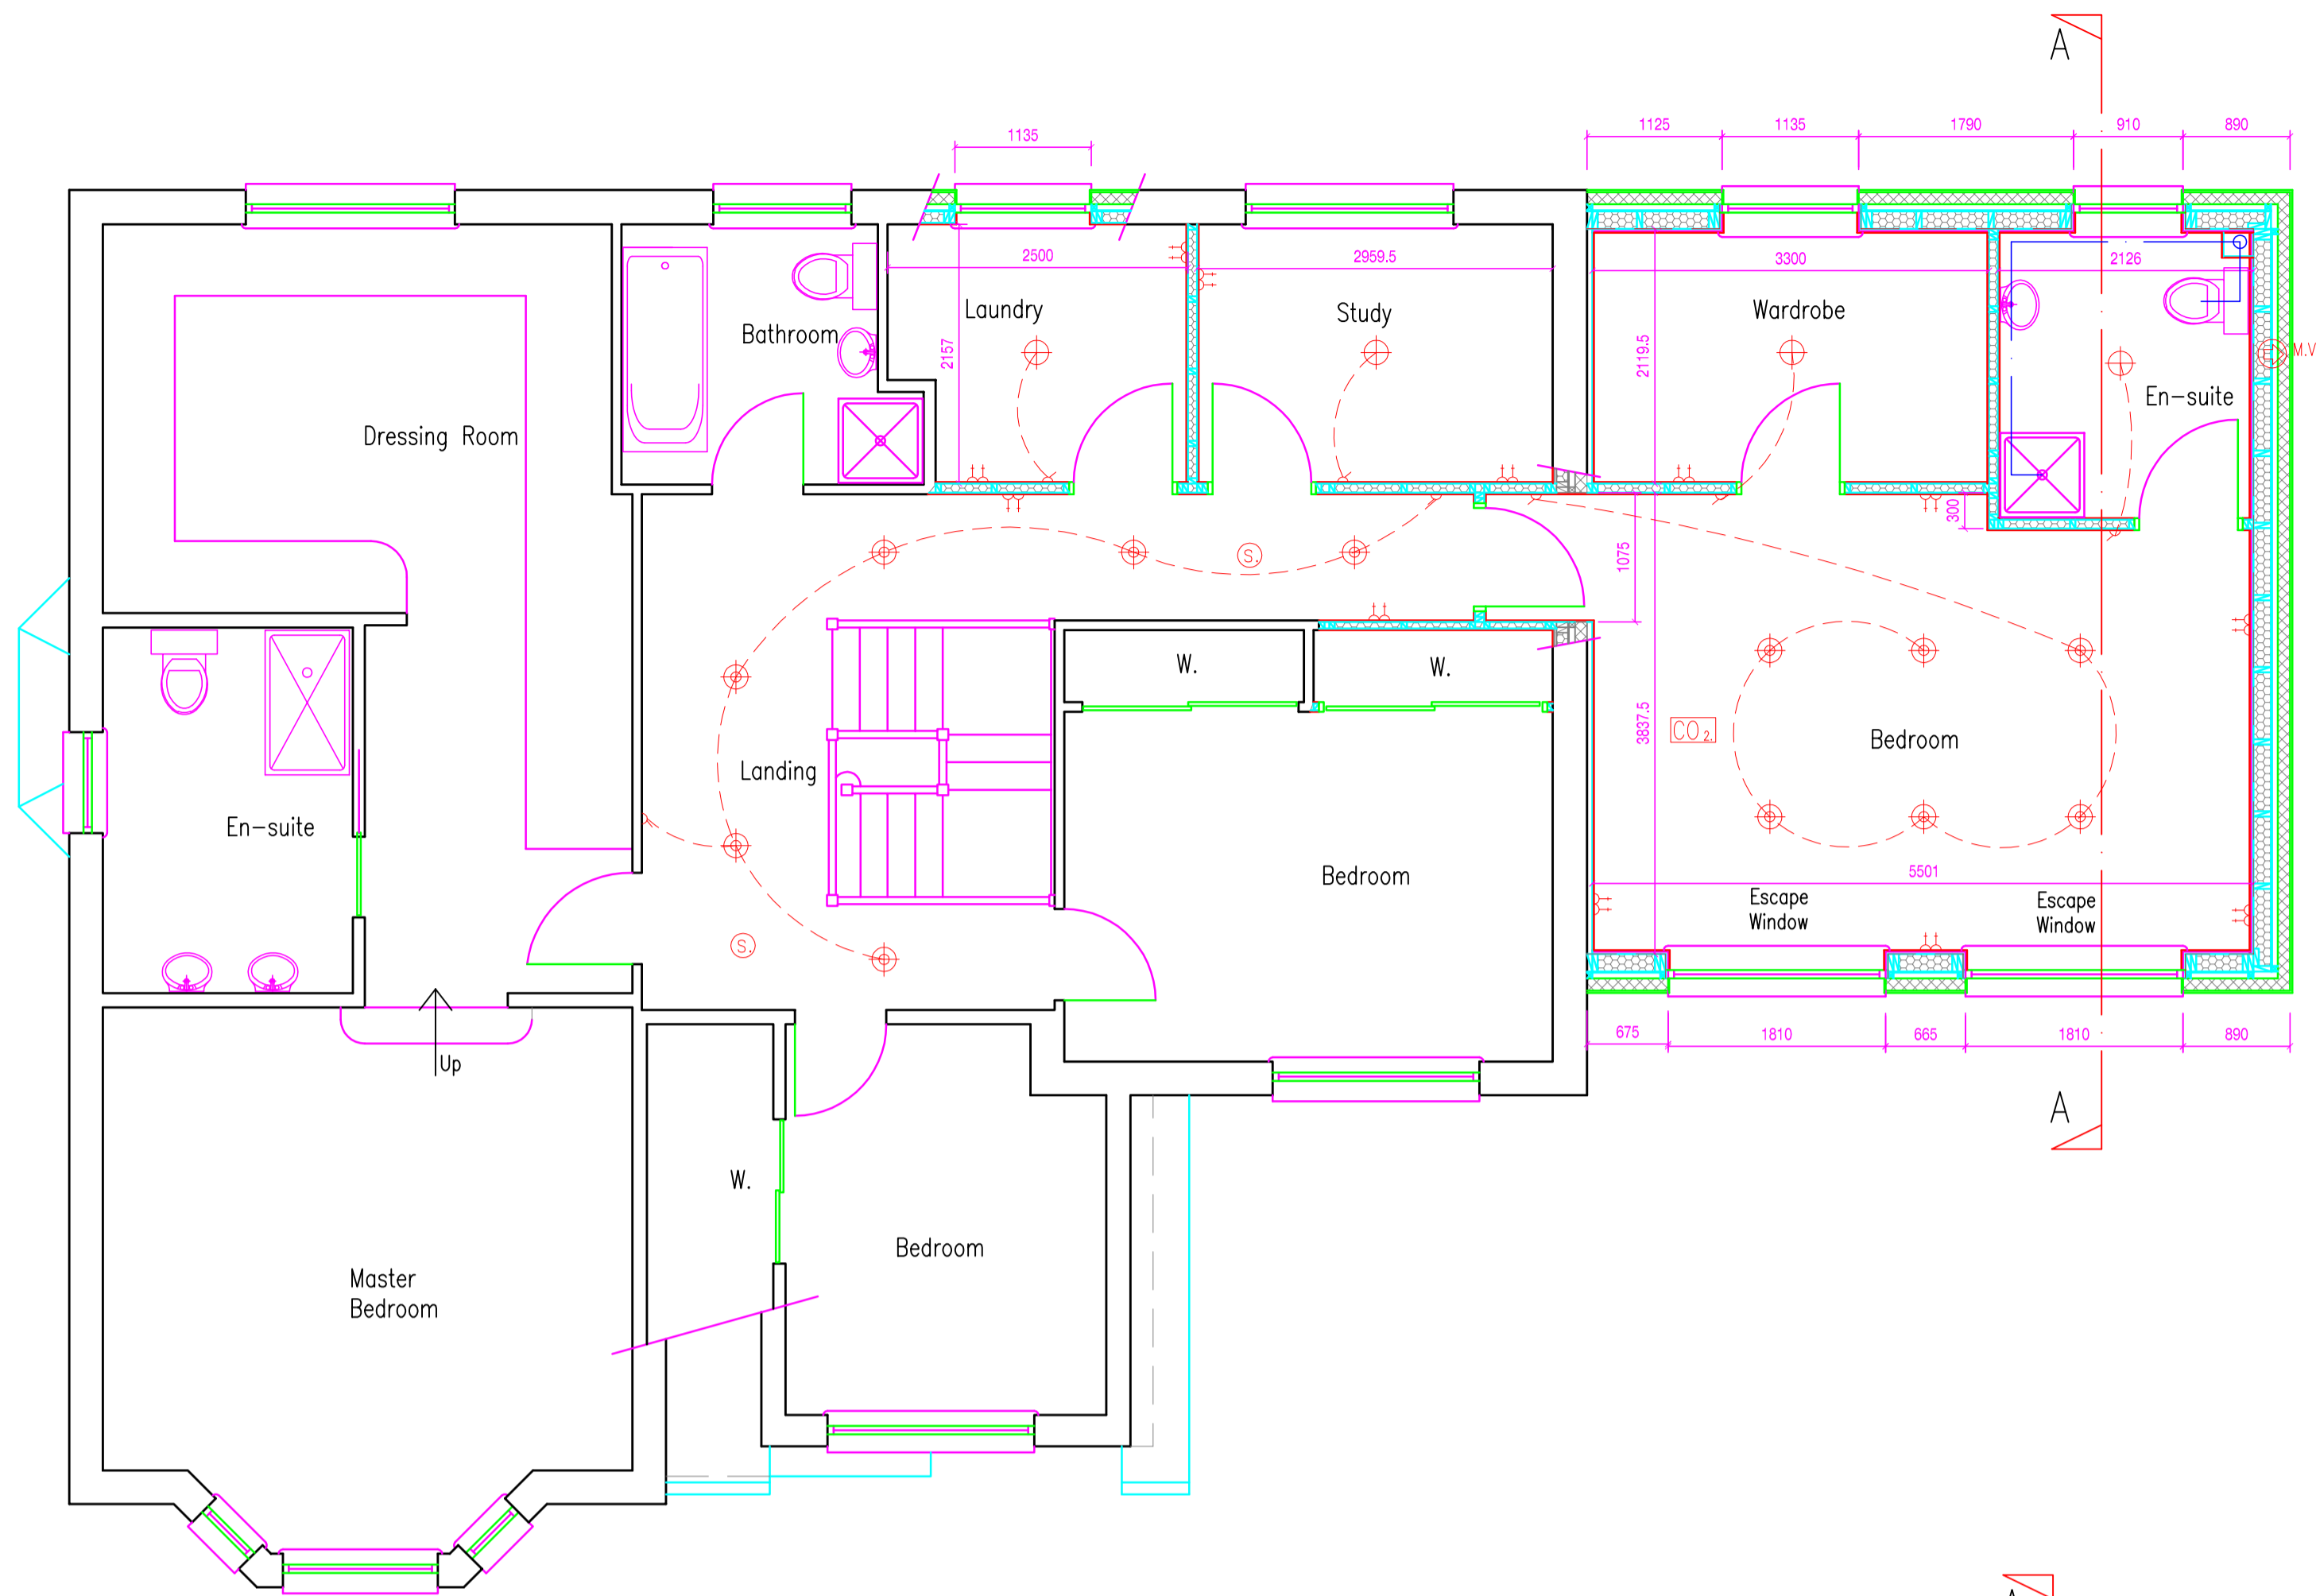 A
1125
1135
1790
910
890
1135
2500
2959.5
3300
2126
Laundry
Study
Wardrobe
Bathroom
2157
2119.5
M.V
En-suite
Dressing Room
300
1075
S.
W.
W.
3837.5
CO2.
Bedroom
Landing
En-suite
Bedroom
5501
Escape
Window
Escape
Window
S.
675
1810
665
1810
890
Up
A
W.
Bedroom
Master
Bedroom